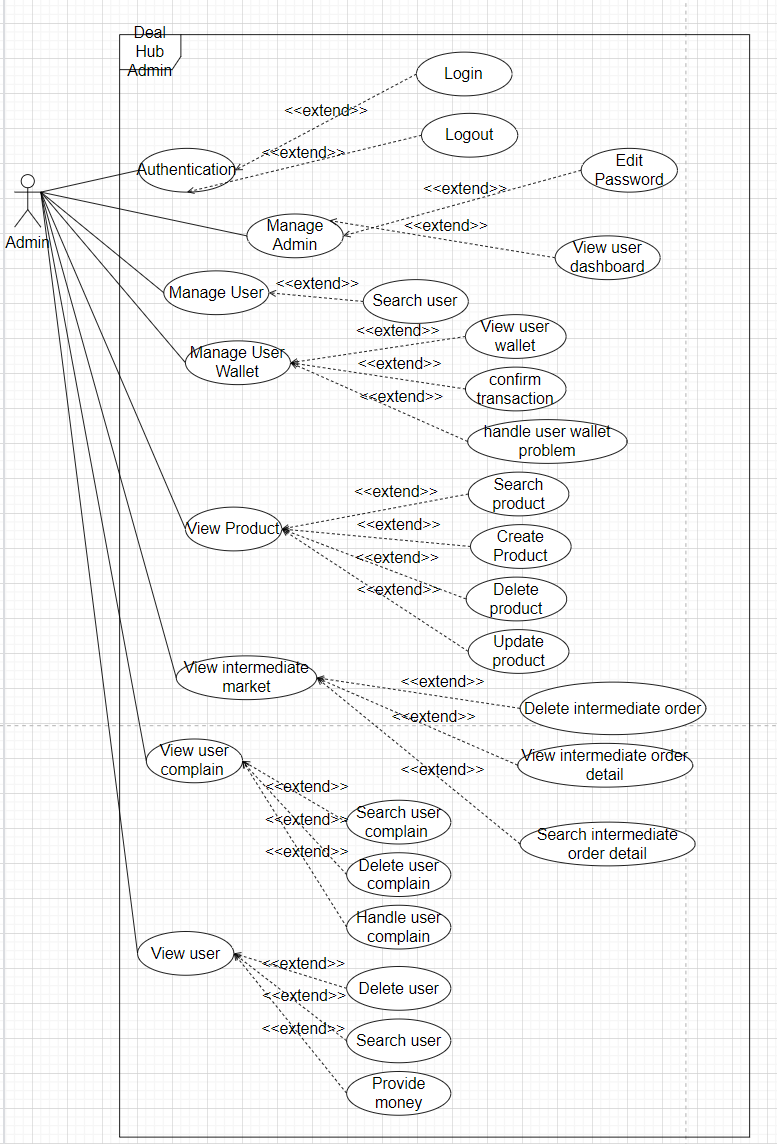 Deal
Hub
Admin
Login
<<extend>>
Logout
<<extend>>
Authentication
Edit
Password
<<extend>>
Admin
Manage
Admin
<<extend>>
View user
dashboard
Manage User
<<extend>>
Search user
Manage User
Wallet
<<extend>>
View user
wallet
<<extend>>
confirm
transaction
<<extend>>
handle user wallet
problem
View Product
<<extend>>
Search
product
<<extend>>
Create
Product
<<extend>>
Delete
product
<<extend>>
Update
product
View intermediate
market
<<extend>>
Delete intermediate order
<<extend>>
View intermediate order
detail
<<extend>>
Search intermediate
order detail
View user
complain
<<extend>>
Search user
complain
<<extend>>
Delete user
complain
<<extend>>
Handle user
complain
View user
<<extend>>
Delete user
<<extend>>
Search user
<<extend>>
Provide
money